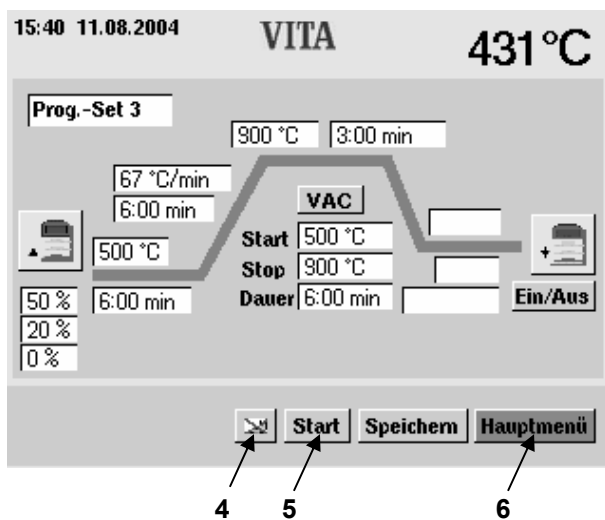 15:40 11.08.2004
VITA
431°C
Prog.-Set 3
900 °C
3:00 min
67 °C/min
6:00 min
VAC
500 °C
Start 500 °C
Stop 900 °C
Dauer 6:00 min
50 %
6:00 min
20 %
0 %
Ein/Aus
Start
Speichern
Hauptmenü
4
5
6